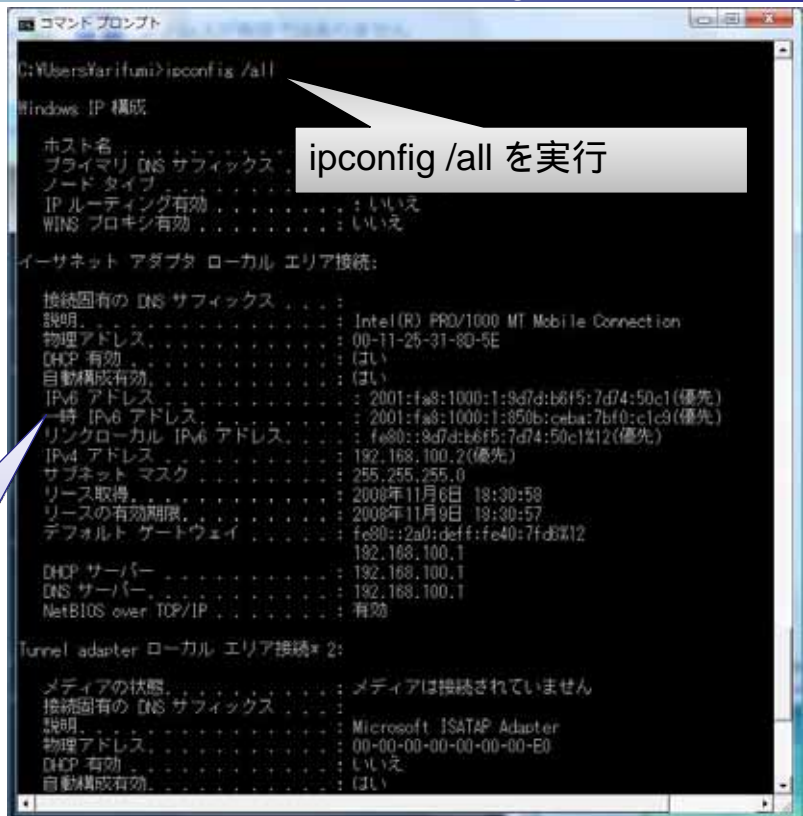 コマンド プロンプト
C:¥Users¥arifumi>ipconfig /all
Windows IP 構成
ipconfig /all を実行
ホスト名 . . . . . . . . . . . .
プライマリ DNS サフィックス .
ノード タイプ . . . . . . . . .
IP ルーティング有効 . . . . . . . . : いいえ
WINS プロキシ有効 . . . . . . . . : いいえ
イーサネット アダプタ ローカル エリア接続:
接続固有の DNS サフィックス . . . :
説明. . . . . . . . . . . . . . . : Intel(R) PRO/1000 MT Mobile Connection
物理アドレス. . . . . . . . . . . : 00-11-25-31-8D-5E
DHCP 有効 . . . . . . . . . . . . : はい
自動構成有効. . . . . . . . . . . : はい
IPv6 アドレス . . . . . . . . . . . : 2001:fa8:1000:1:9d7d:b6f5:7d74:50c1(優先)
一時 IPv6 アドレス. . . . . . . . . : 2001:fa8:1000:1:850b:ceba:7bf0:c1c9(優先)
リンクローカル IPv6 アドレス. . . . : fe80::9d7d:b6f5:7d74:50c1%12(優先)
IPv4 アドレス . . . . . . . . . . : 192.168.100.2(優先)
サブネット マスク . . . . . . . . : 255.255.255.0
リース取得. . . . . . . . . . . . : 2008年11月6日 18:30:58
リースの有効期限. . . . . . . . . : 2008年11月9日 18:30:57
デフォルト ゲートウェイ . . . . . : fe80::2a0:deff:fe40:7fd6%12
192.168.100.1
DHCP サーバー . . . . . . . . . . : 192.168.100.1
DNS サーバー. . . . . . . . . . . : 192.168.100.1
NetBIOS over TCP/IP . . . . . . . : 有効
Tunnel adapter ローカル エリア接続* 2:
メディアの状態. . . . . . . . . . : メディアは接続されていません
接続固有の DNS サフィックス . . . :
説明. . . . . . . . . . . . . . . : Microsoft ISATAP Adapter
物理アドレス. . . . . . . . . . . : 00-00-00-00-00-00-00-E0
DHCP 有効 . . . . . . . . . . . . : いいえ
自動構成有効. . . . . . . . . . . : はい